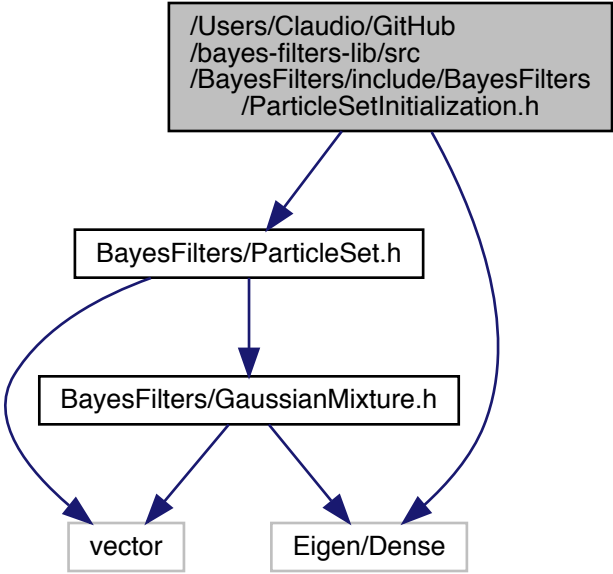 /Users/Claudio/GitHub
/bayes-filters-lib/src
/BayesFilters/include/BayesFilters
/ParticleSetInitialization.h
BayesFilters/ParticleSet.h
BayesFilters/GaussianMixture.h
vector
Eigen/Dense